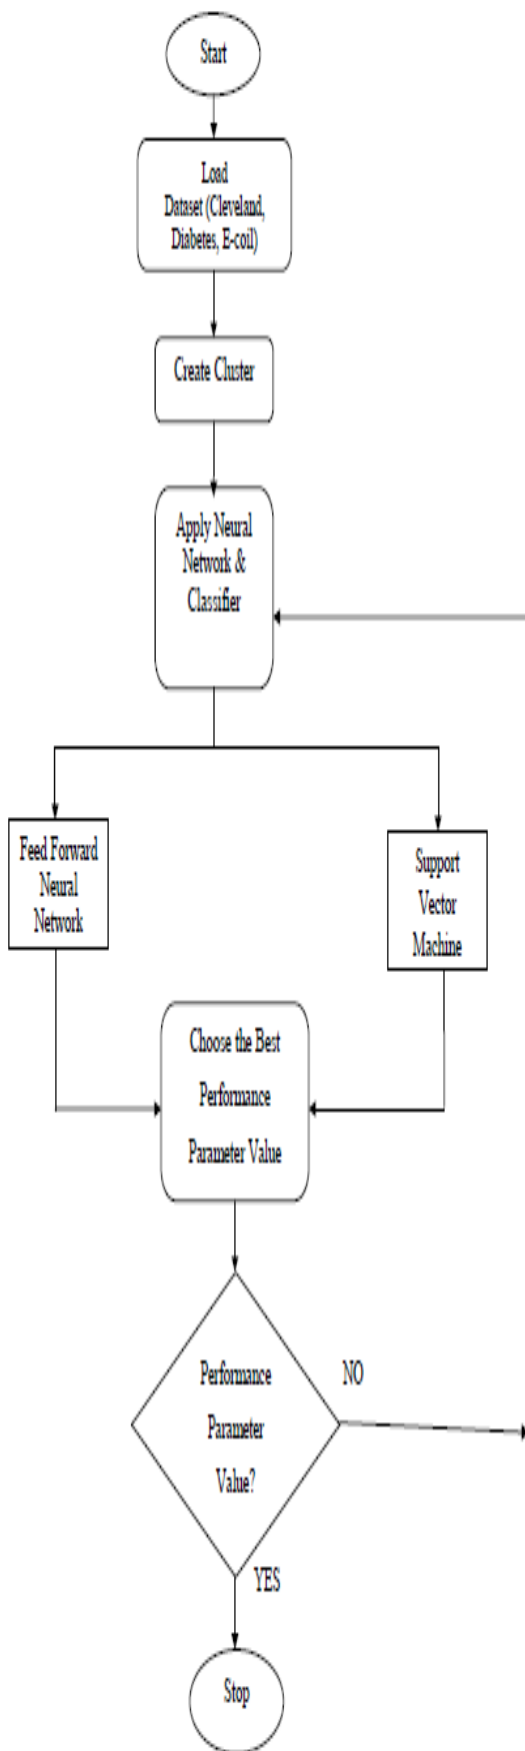 Start
Load
Dataset (Cleveland,
Diabetes, E-coil)
Create Cluster
Apply Neural
Network &
Classifier
Feed Forward
Neural
Network
Support
Vector
Machine
Choose the Best
Performance
Parameter Value
Performance
Parameter
Value?
NO
YES
Stop